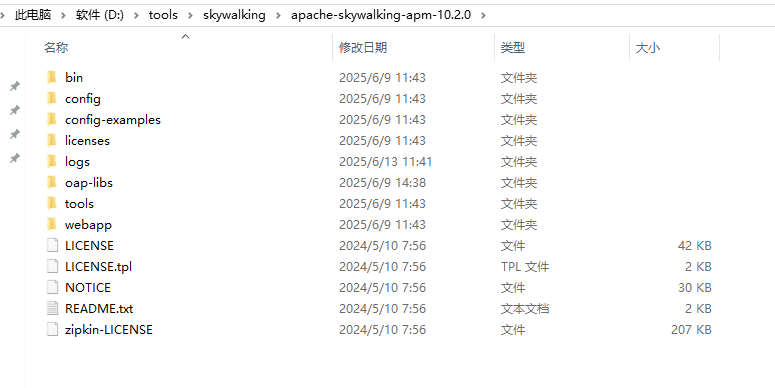 此电脑 > 软件 (D:) > tools > skywalking > apache-skywalking-apm-10.2.0 >
名称 修改日期 类型 大小
bin 2025/6/9 11:43 文件夹
config 2025/6/9 11:43 文件夹
config-examples 2025/6/9 11:43 文件夹
licenses 2025/6/9 11:43 文件夹
logs 2025/6/13 11:41 文件夹
oap-libs 2025/6/9 14:38 文件夹
tools 2025/6/9 11:43 文件夹
webapp 2025/6/9 11:43 文件夹
LICENSE 2024/5/10 7:56 文件 42 KB
LICENSE.tpl 2024/5/10 7:56 TPL 文件 2 KB
NOTICE 2024/5/10 7:56 文件 30 KB
README.txt 2024/5/10 7:56 文本文档 2 KB
zipkin-LICENSE 2024/5/10 7:56 文件 207 KB